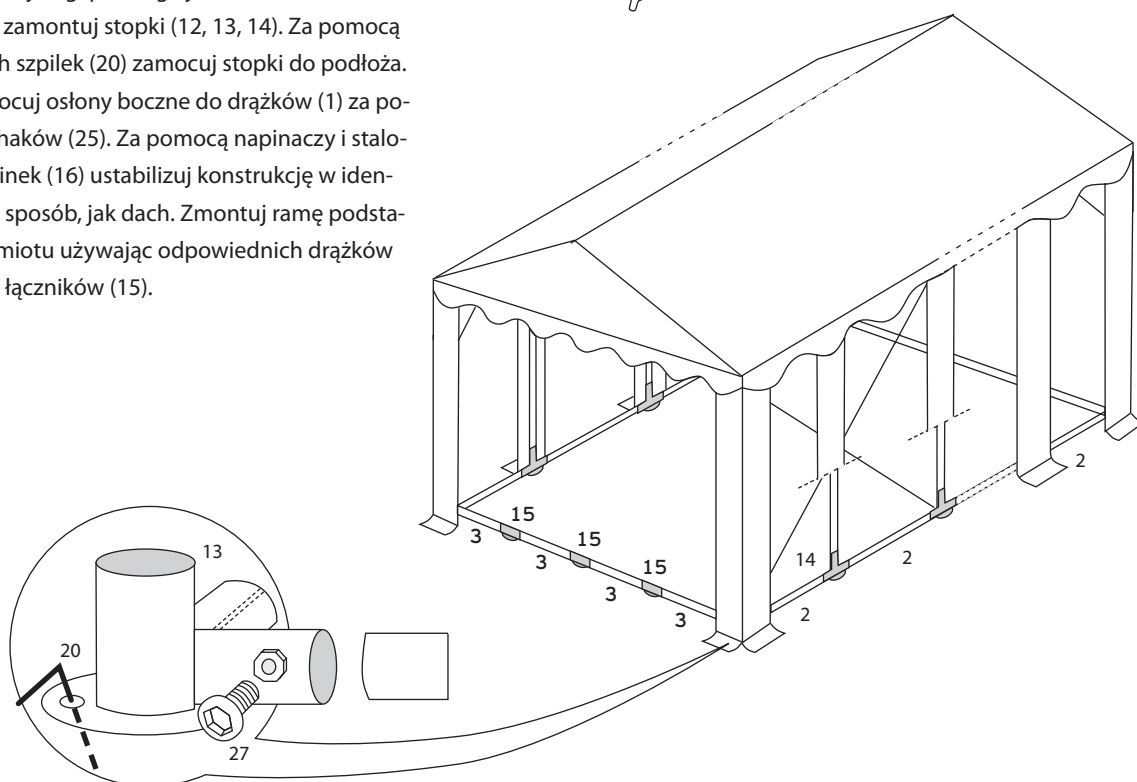 zamontuj stopki (12, 13, 14). Za pomocą
h szpilek (20) zamocuj stopki do podłoża.
ocuj osłony boczne do drążków (1) za po-
haków (25). Za pomocą napinaczy i stalo-
inek (16) ustabilizuj konstrukcję w iden-
sposób, jak dach. Zmontuj ramę podsta-
miotu używając odpowiednich drążków
łączników (15).
2
15
3
15
3
15
3
3
14
2
2
13
20
27